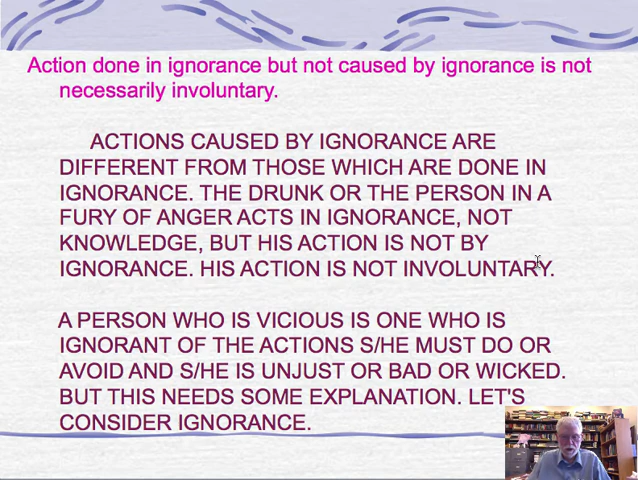 Action done in ignorance but not caused by ignorance is not
necessarily involuntary.
ACTIONS CAUSED BY IGNORANCE ARE
DIFFERENT FROM THOSE WHICH ARE DONE IN
IGNORANCE. THE DRUNK OR THE PERSON IN A
FURY OF ANGER ACTS IN IGNORANCE, NOT
KNOWLEDGE, BUT HIS ACTION IS NOT BY
IGNORANCE. HIS ACTION IS NOT INVOLUNTARY.
A PERSON WHO IS VICIOUS IS ONE WHO IS
IGNORANT OF THE ACTIONS S/HE MUST DO OR
AVOID AND S/HE IS UNJUST OR BAD OR WICKED.
BUT THIS NEEDS SOME EXPLANATION. LET'S
CONSIDER IGNORANCE.